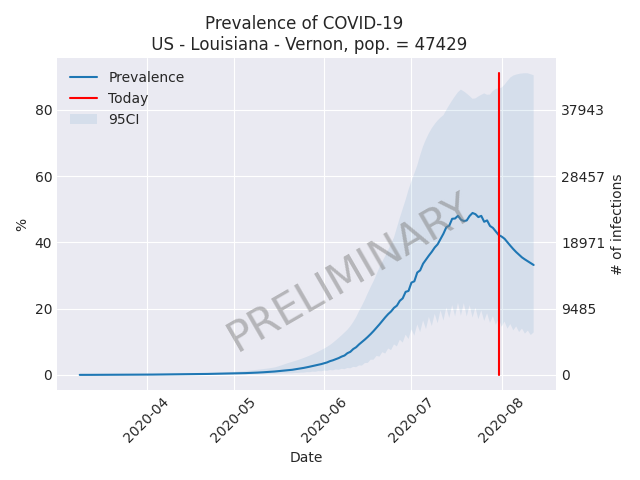 Prevalence of COVID-19
US - Louisiana - Vernon, pop. = 47429
Prevalence
Today
95CI
80
60
40
20
0
%
37943
28457
18971
9485
0
# of infections
PRELIMINARY
2020-04
2020-05
2020-06
2020-07
2020-08
Date